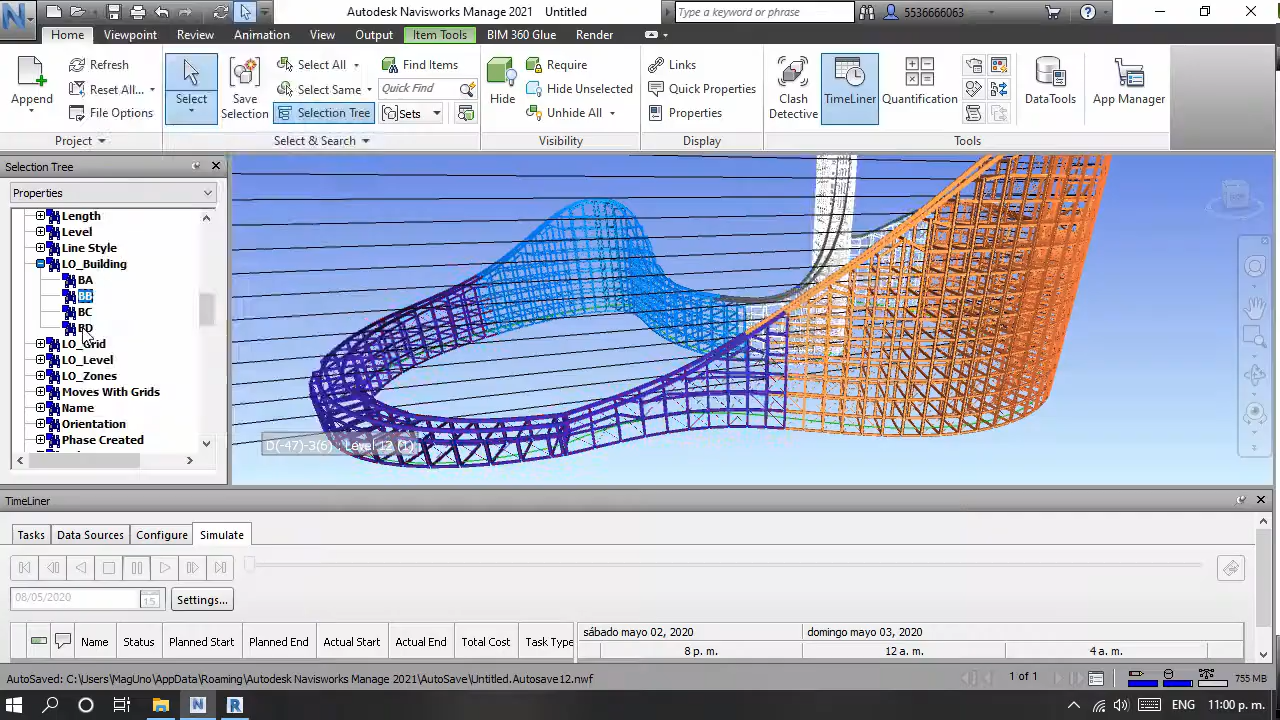 Autodesk Navisworks Manage 2021 Untitled
Type a keyword or phrase
5536666063
Home Viewpoint Review Animation View Output Item Tools BIM 360 Glue Render
Append
Refresh
Reset All...
File Options
Project
Select
Save Selection
Select All
Select Same
Selection Tree
Find Items
Quick Find
Sets
Select & Search
Hide
Require
Hide Unselected
Unhide All
Visibility
Links
Quick Properties
Properties
Display
Clash Detective
TimeLiner
Quantification
DataTools
App Manager
Tools
Selection Tree
Properties
Length
Level
Line Style
LO_Building
BA
BB
BC
BD
LO_Grid
LO_Level
LO_Zones
Moves With Grids
Name
Orientation
Phase Created
D(-47)-3(6) : Level 12 (1)
TimeLiner
Tasks Data Sources Configure Simulate
08/05/2020
15
Settings...
Name Status Planned Start Planned End Actual Start Actual End Total Cost Task Type
sábado mayo 02, 2020 domingo mayo 03, 2020
8 p. m. 12 a. m. 4 a. m.
AutoSaved: C:\Users\MagUno\AppData\Roaming\Autodesk Navisworks Manage 2021\AutoSave\Untitled.Autosave12.nwf
1 of 1
755 MB
ENG 11:00 p. m.